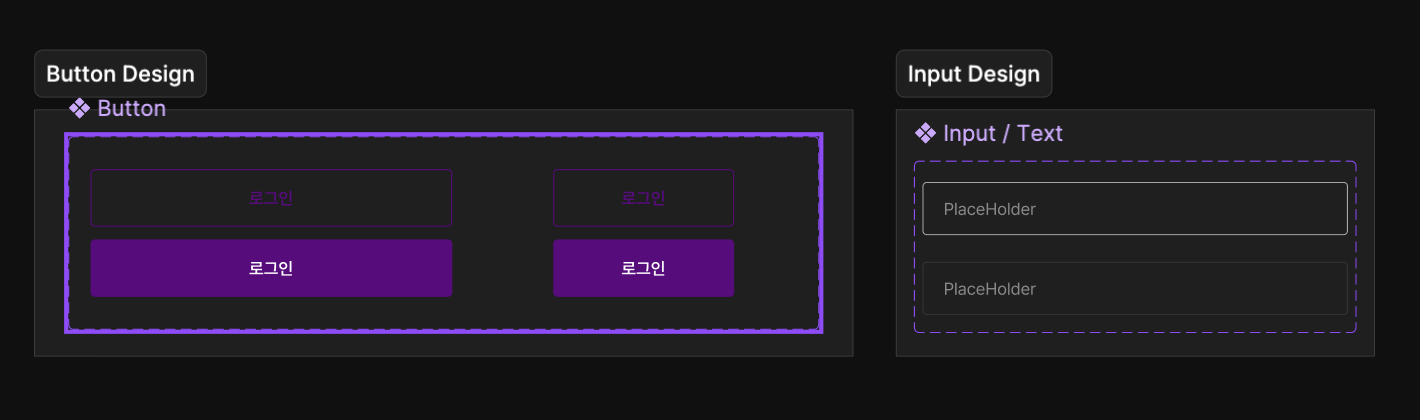 Button Design
Button
로그인
로그인
로그인
로그인
Input Design
Input / Text
PlaceHolder
PlaceHolder